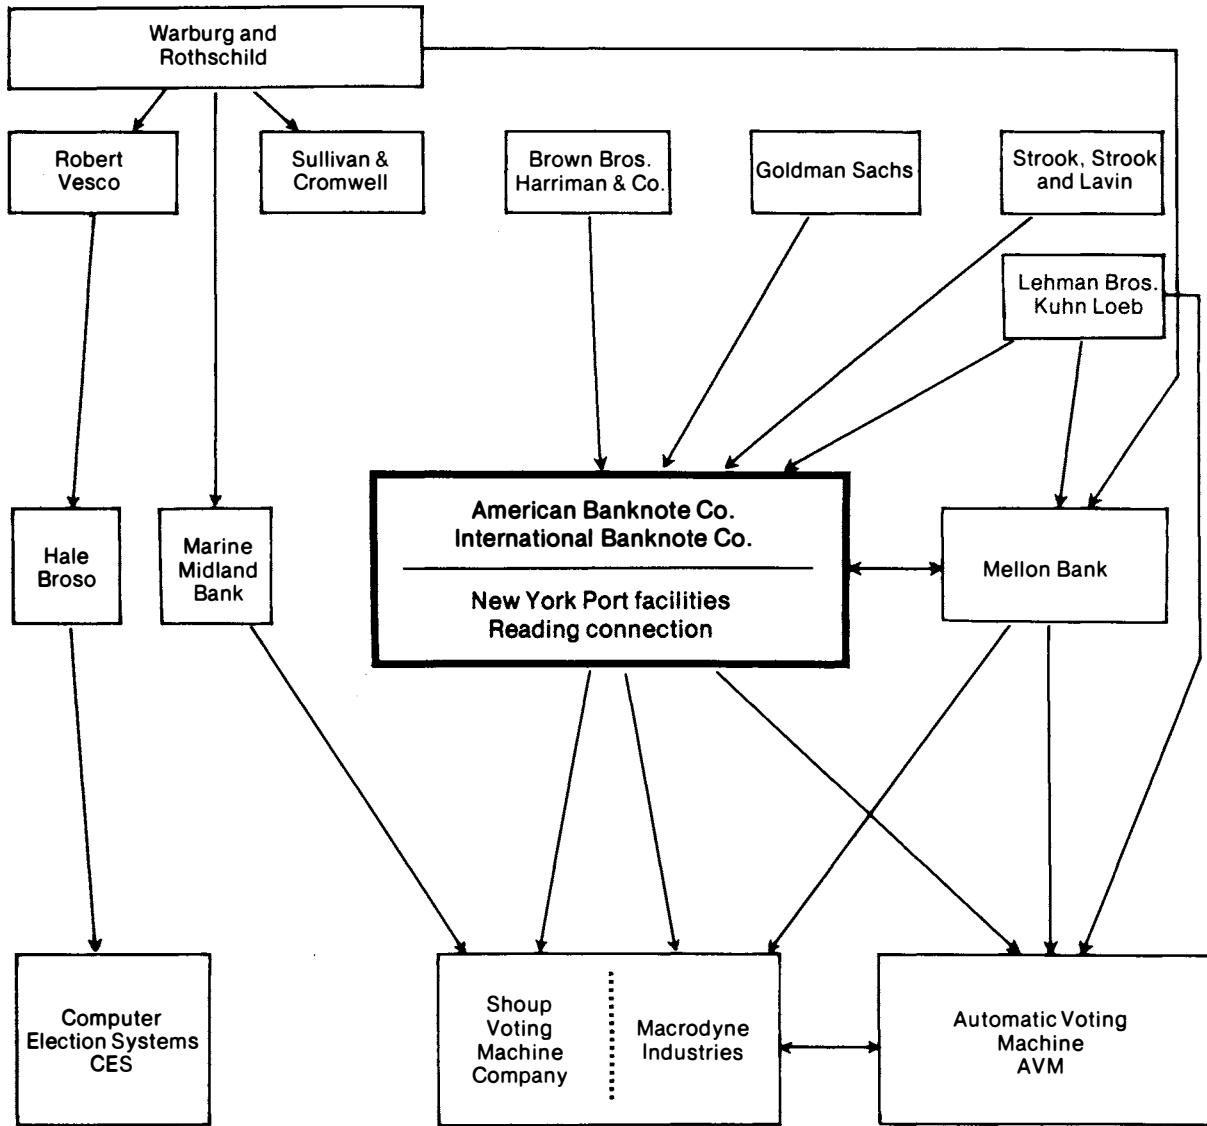 Warburg and
Rothschild
Robert
Vesco
Sullivan &
Cromwell
Brown Bros.
Harriman & Co.
Goldman Sachs
Strook, Strook
and Lavin
Lehman Bros.
Kuhn Loeb
Hale
Broso
Marine
Midland
Bank
American Banknote Co.
International Banknote Co.
New York Port facilities
Reading connection
Mellon Bank
Computer
Election Systems
CES
Shoup
Voting
Machine
Company
Macrodyne
Industries
Automatic Voting
Machine
AVM